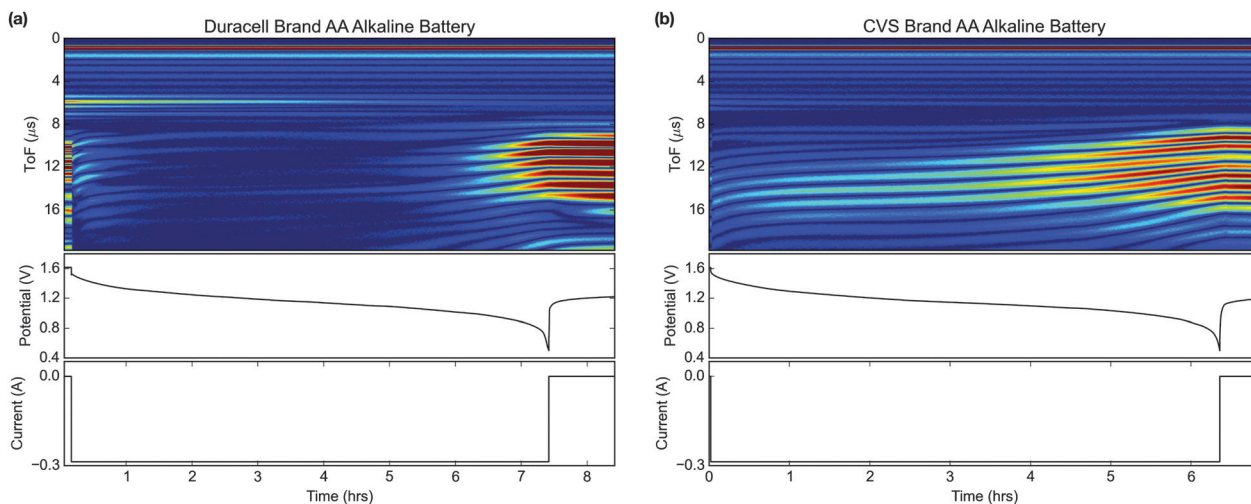 (a)
Duracell Brand AA Alkaline Battery
0
4
8
12
16
ToF (μs)
1.6
1.2
0.8
0.4
Potential (V)
0.0
−0.3
Current (A)
1 2 3 4 5 6 7 8
Time (hrs)
(b)
CVS Brand AA Alkaline Battery
0
4
8
12
16
ToF (μs)
1.6
1.2
0.8
0.4
Potential (V)
0.0
−0.3
Current (A)
0 1 2 3 4 5 6
Time (hrs)